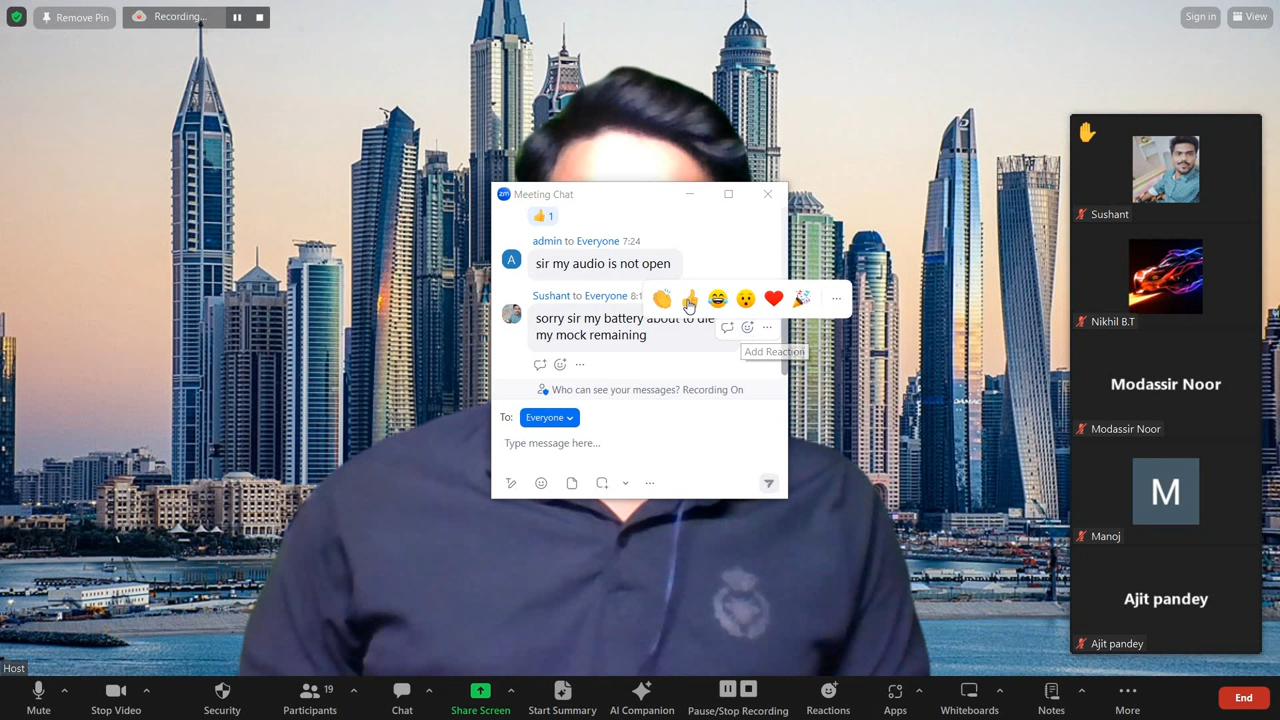 Remove Pin
Recording...
Sign in
View
Meeting Chat
👍 1
admin to Everyone 7:24
A
sir my audio is not open
Sushant to Everyone
sorry sir my battery about to die
my mock remaining
Add Reaction
Who can see your messages? Recording On
To: Everyone
Type message here...
Sushant
Nikhil B.T
Modassir Noor
Modassir Noor
M
Manoj
Ajit pandey
Ajit pandey
Host
19
Mute
Stop Video
Security
Participants
Chat
Share Screen
Start Summary
AI Companion
Pause/Stop Recording
Reactions
Apps
Whiteboards
Notes
More
End